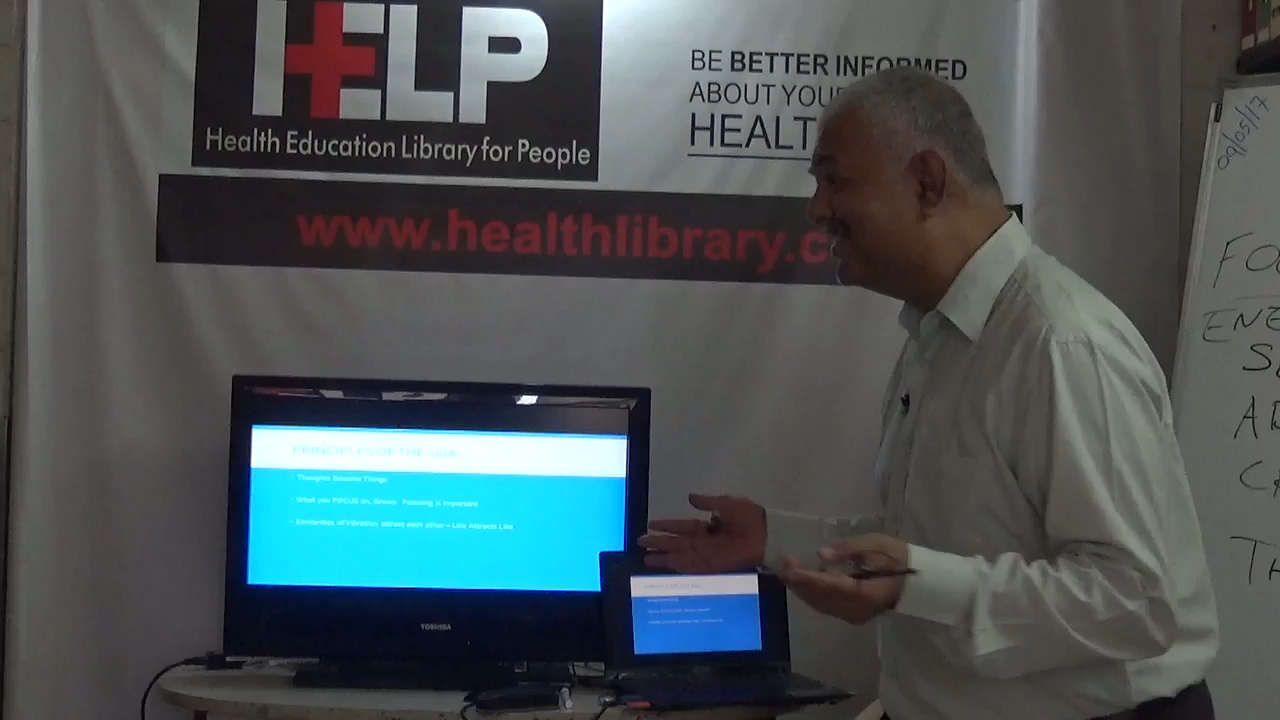 HELP
Health Education Library for People
BE BETTER INFORMED
ABOUT YOU
HEALT
www.healthlibrary.c
PRINCIPLES OF THE LOA
Thoughts Become Things
What you FOCUS on, Grows. Focusing is Important
Similarities of Vibration attract each other – Like Attracts Like
TOSHIBA
09/05/17
FO
ENE
S
A
C
TH